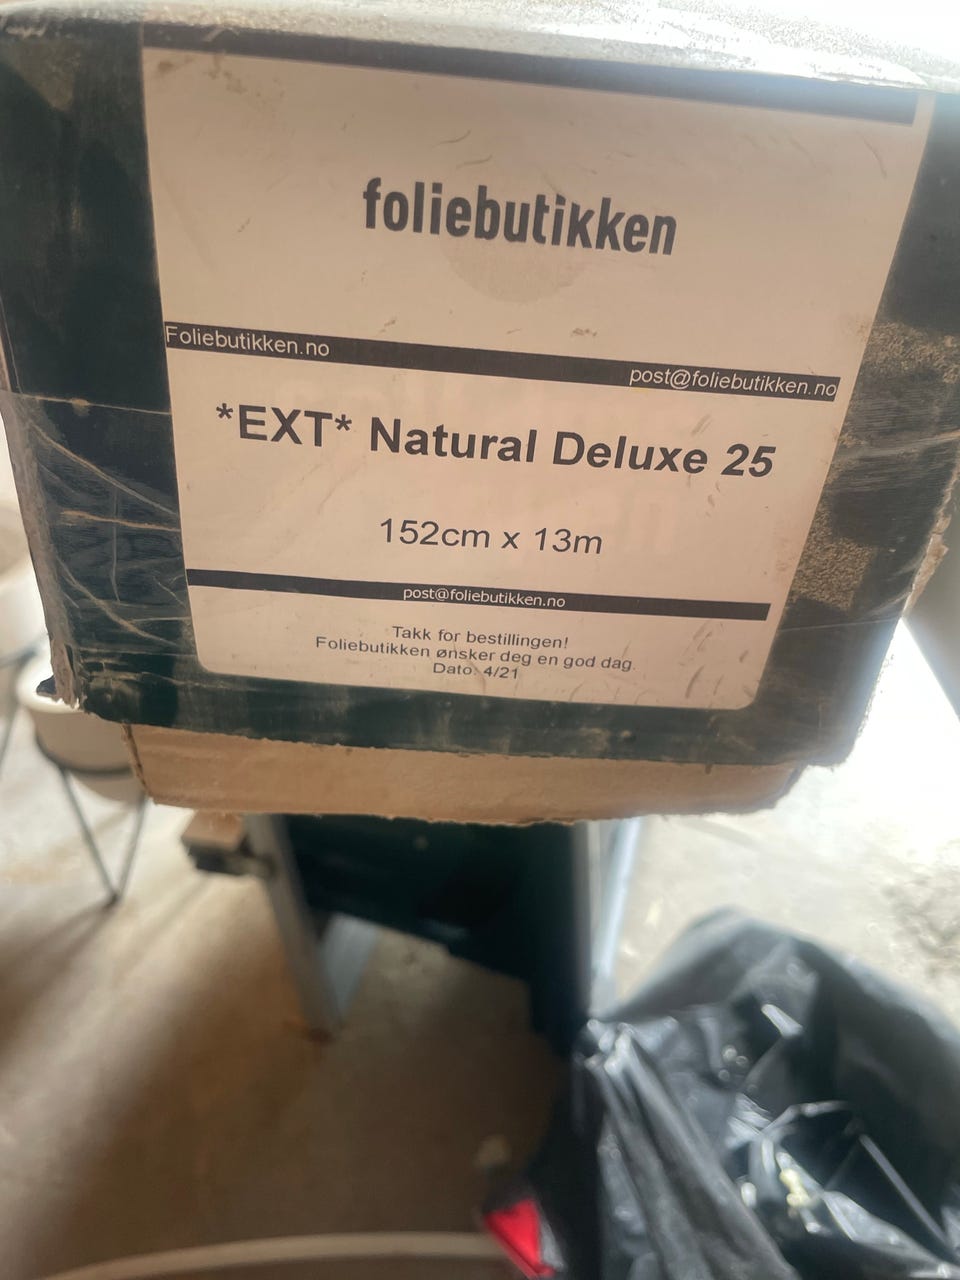 foliebutikken
Foliebutikken.no
post@foliebutikken.no
*EXT* Natural Deluxe 25
152cm x 13m
post@foliebutikken.no
Takk for bestillingen!
Foliebutikken ønsker deg en god dag.
Dato: 4/21